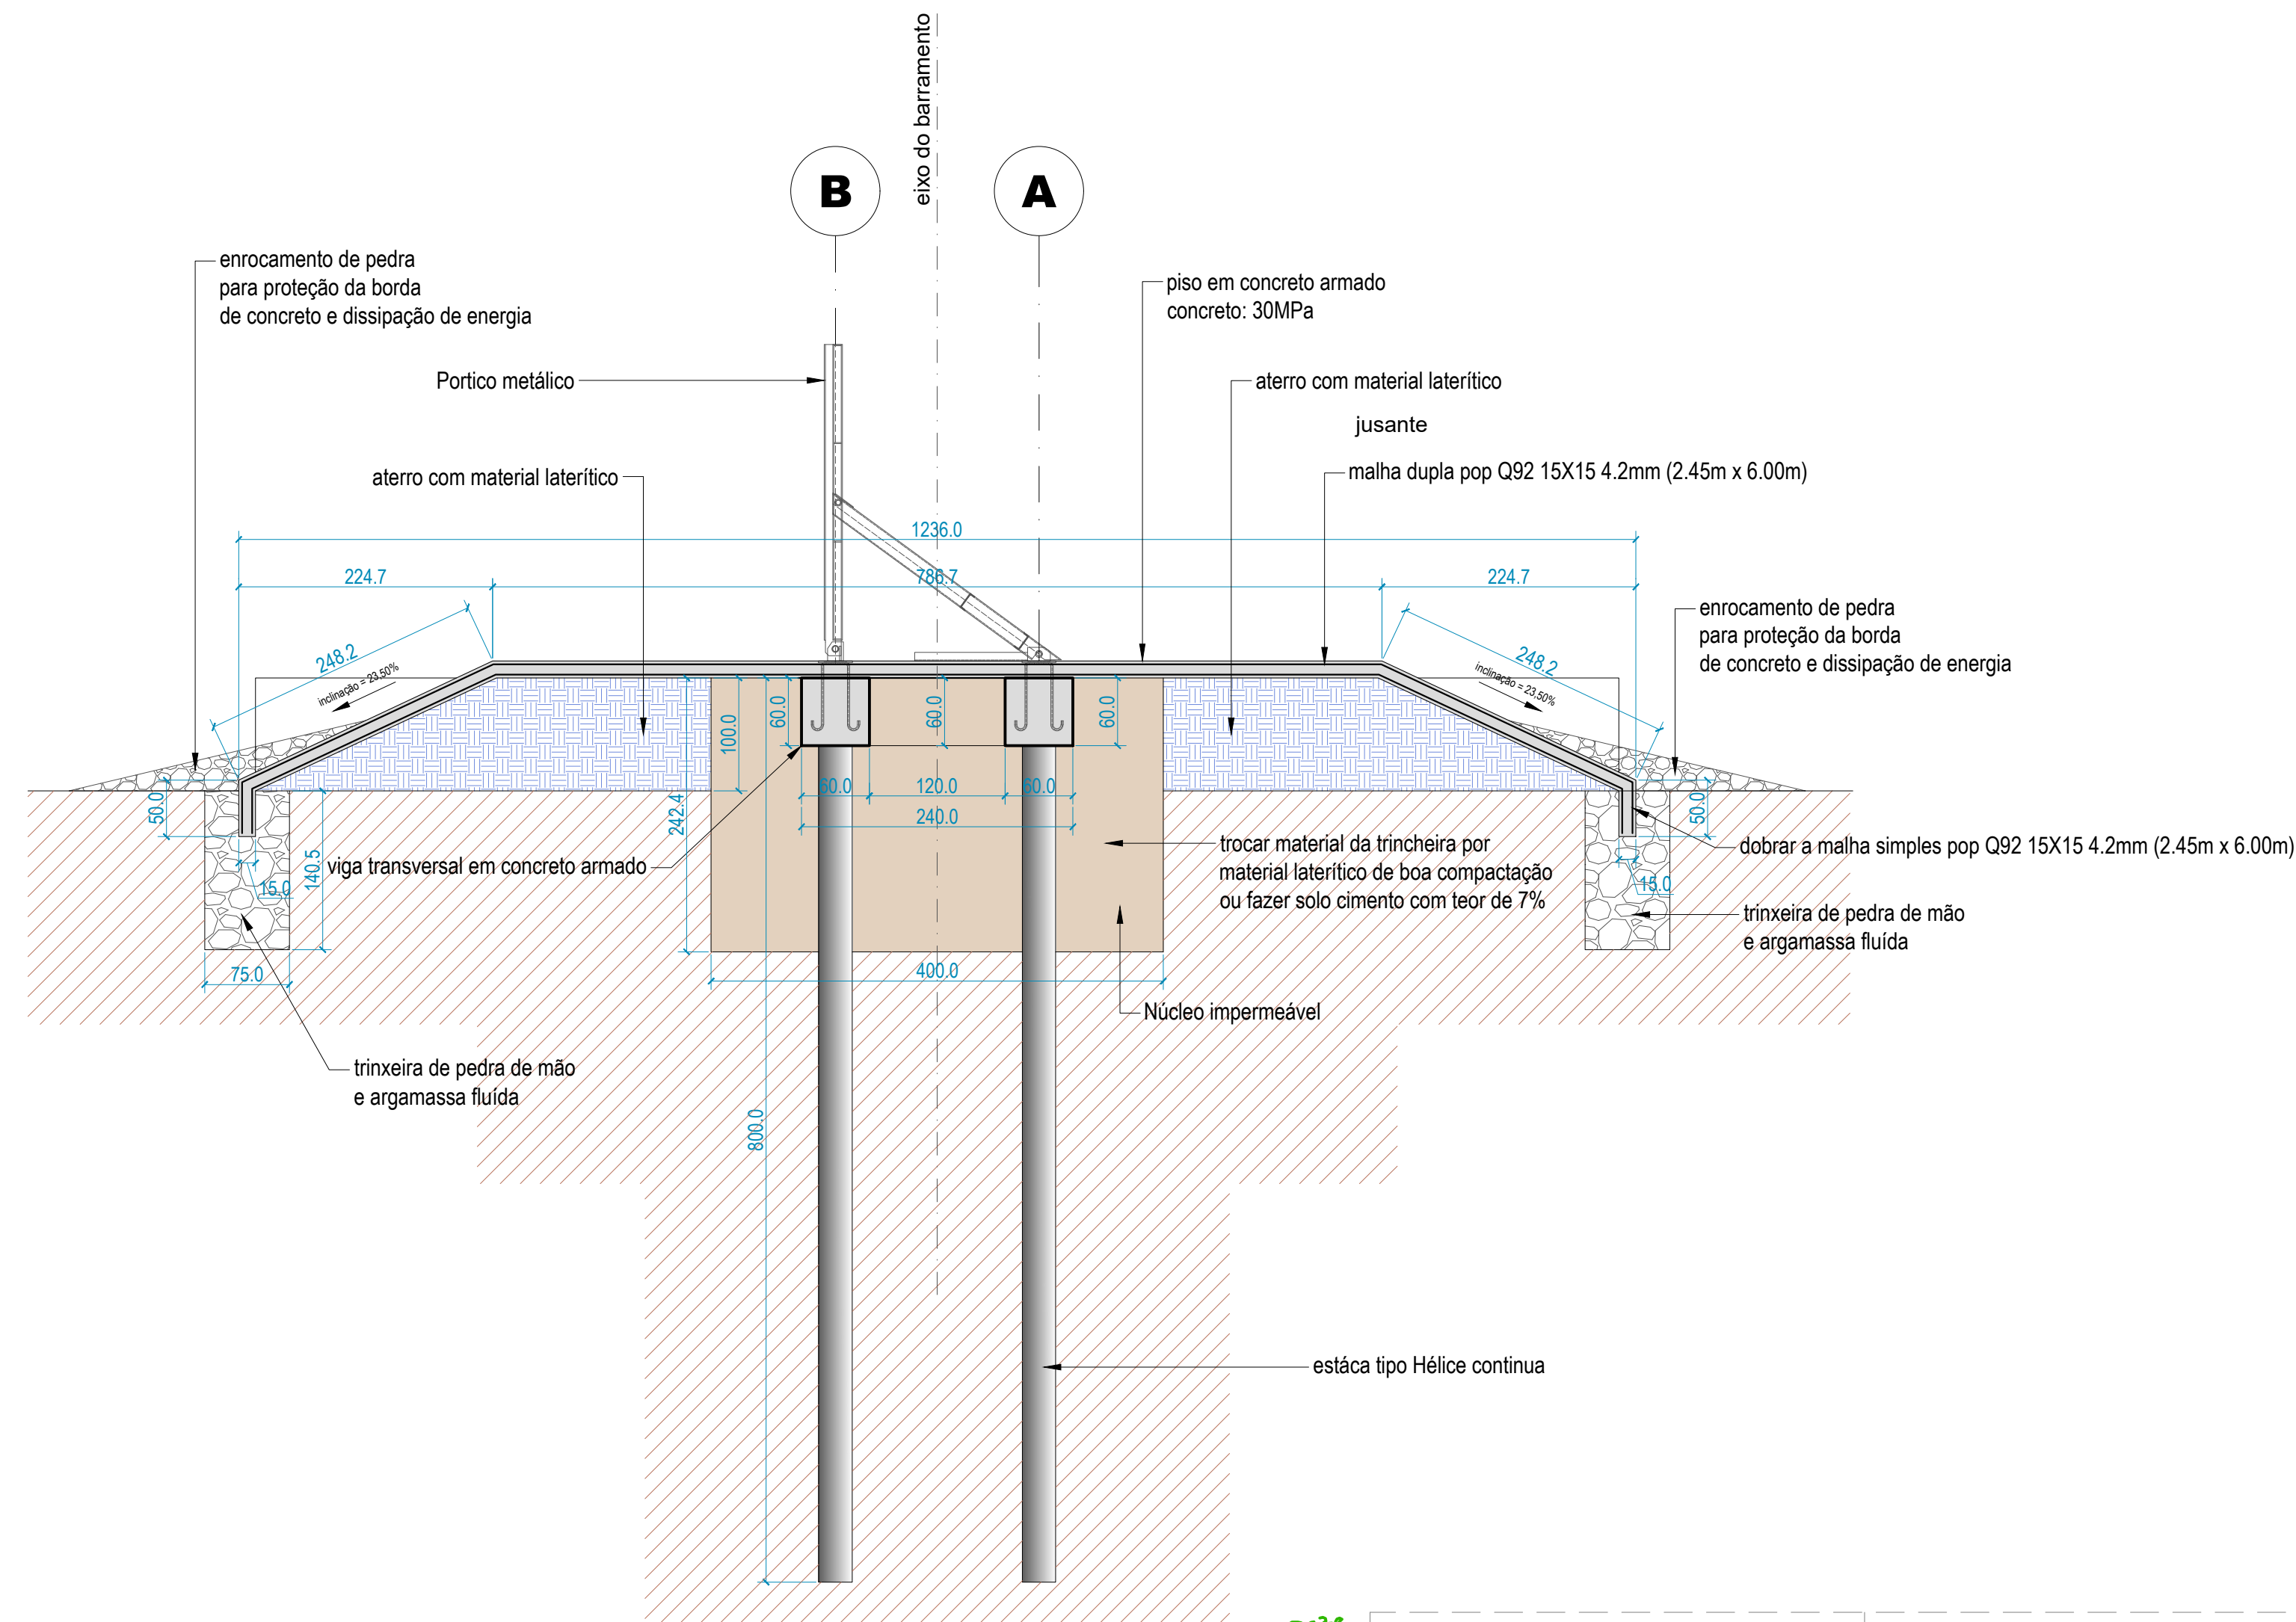 eixo do barramento
B
A
enrocamento de pedra
para proteção da borda
de concreto e dissipação de energia
piso em concreto armado
concreto: 30MPa
Portico metálico
aterro com material laterítico
jusante
aterro com material laterítico
malha dupla pop Q92 15X15 4.2mm (2.45m x 6.00m)
1236.0
224.7
786.7
224.7
enrocamento de pedra
para proteção da borda
de concreto e dissipação de energia
248.2
inclinação = 23,50%
248.2
inclinação = 23,50%
100.0
60.0
60.0
60.0
50.0
60.0
120.0
60.0
50.0
240.0
242.4
140.5
viga transversal em concreto armado
trocar material da trincheira por
material laterítico de boa compactação
ou fazer solo cimento com teor de 7%
dobrar a malha simples pop Q92 15X15 4.2mm (2.45m x 6.00m)
15.0
15.0
trinxeira de pedra de mão
e argamassa fluída
75.0
400.0
Núcleo impermeável
trinxeira de pedra de mão
e argamassa fluída
800.0
estáca tipo Hélice continua